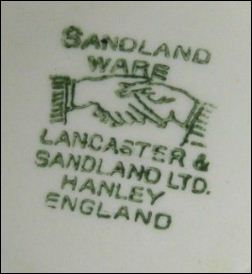 SANDLAND
WARE
LANCASTER &
SANDLAND LTD.
HANLEY
ENGLAND